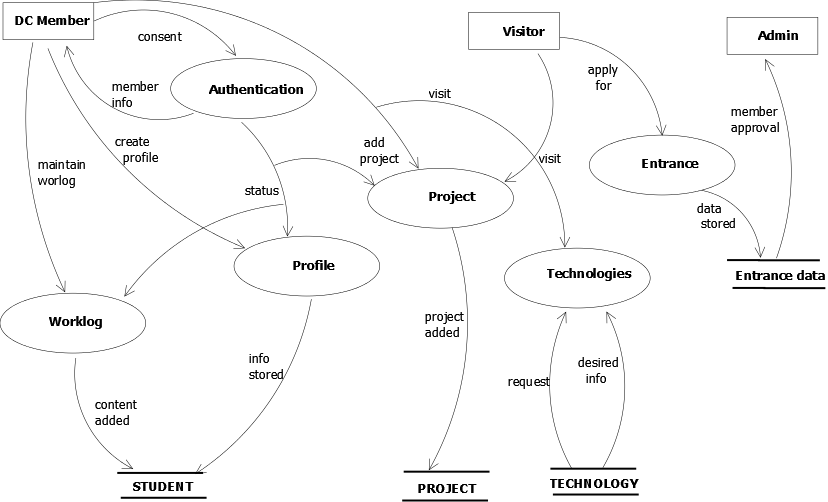 DC Member
Visitor
Admin
consent
apply
for
member
info
Authentication
visit
member
approval
create
profile
add
project
visit
Entrance
maintain
worlog
status
Project
data
stored
Profile
Technologies
Entrance data
Worklog
project
added
info
stored
desired
info
request
content
added
STUDENT
PROJECT
TECHNOLOGY